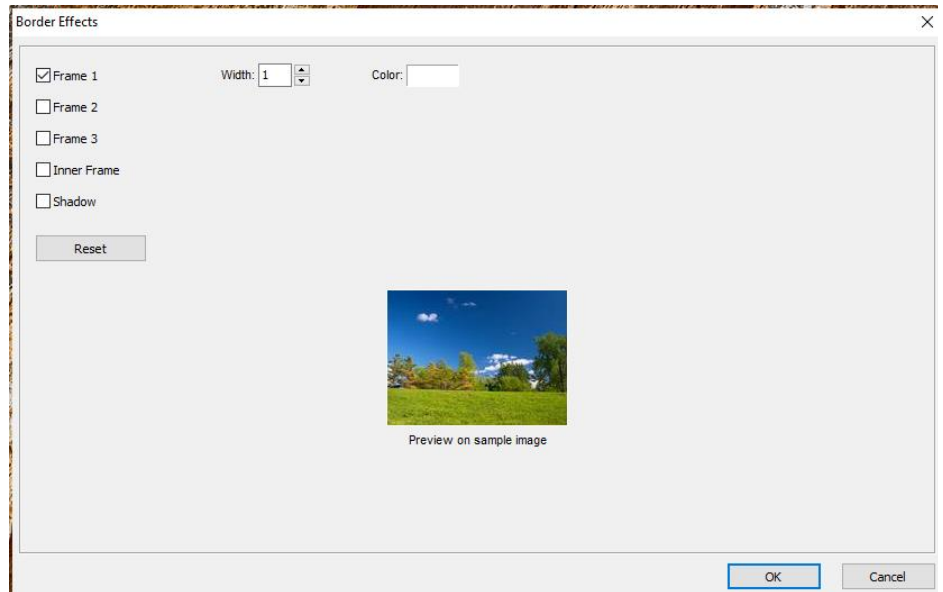 Border Effects
Frame 1 Width: 1 Color:
Frame 2
Frame 3
Inner Frame
Shadow
Reset
Preview on sample image
OK Cancel